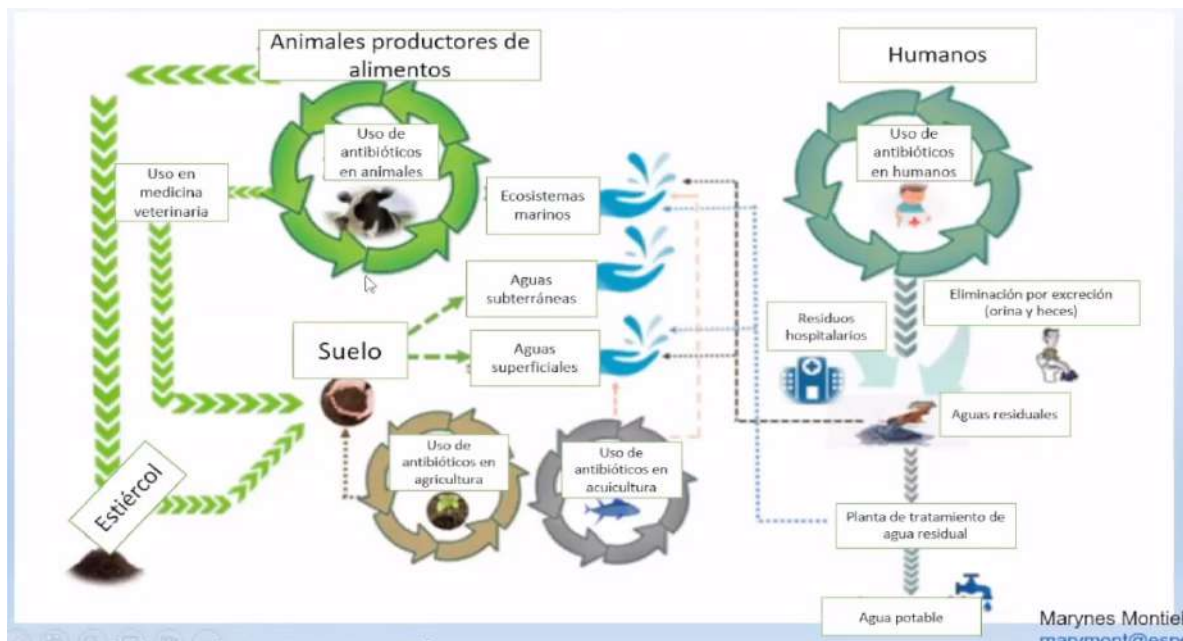 Animales productores de
alimentos
Humanos
Uso de
antibióticos
en animales
Uso de
antibióticos
en humanos
Uso en
medicina
veterinaria
Ecosistemas
marinos
Aguas
subterráneas
Eliminación por excreción
(orina y heces)
Residuos
hospitalarios
Suelo
Aguas
superficiales
Aguas residuales
Uso de
antibióticos en
agricultura
Uso de
antibióticos en
acuicultura
Estiércol
Planta de tratamiento de
agua residual
Agua potable
Marynes Montiel